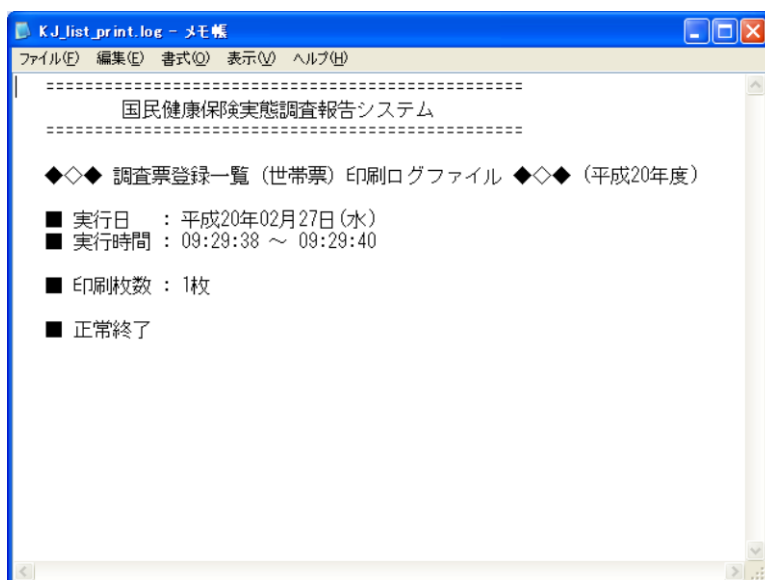 KJ_list_print.log - メモ帳
ファイル(F) 編集(E) 書式(O) 表示(V) ヘルプ(H)
================================================
国民健康保険実態調査報告システム
================================================
◆◇◆ 調査票登録一覧（世帯票）印刷ログファイル ◆◇◆（平成20年度）
■ 実行日 : 平成20年02月27日(水)
■ 実行時間 : 09:29:38 ～ 09:29:40
■ 印刷枚数 : 1枚
■ 正常終了